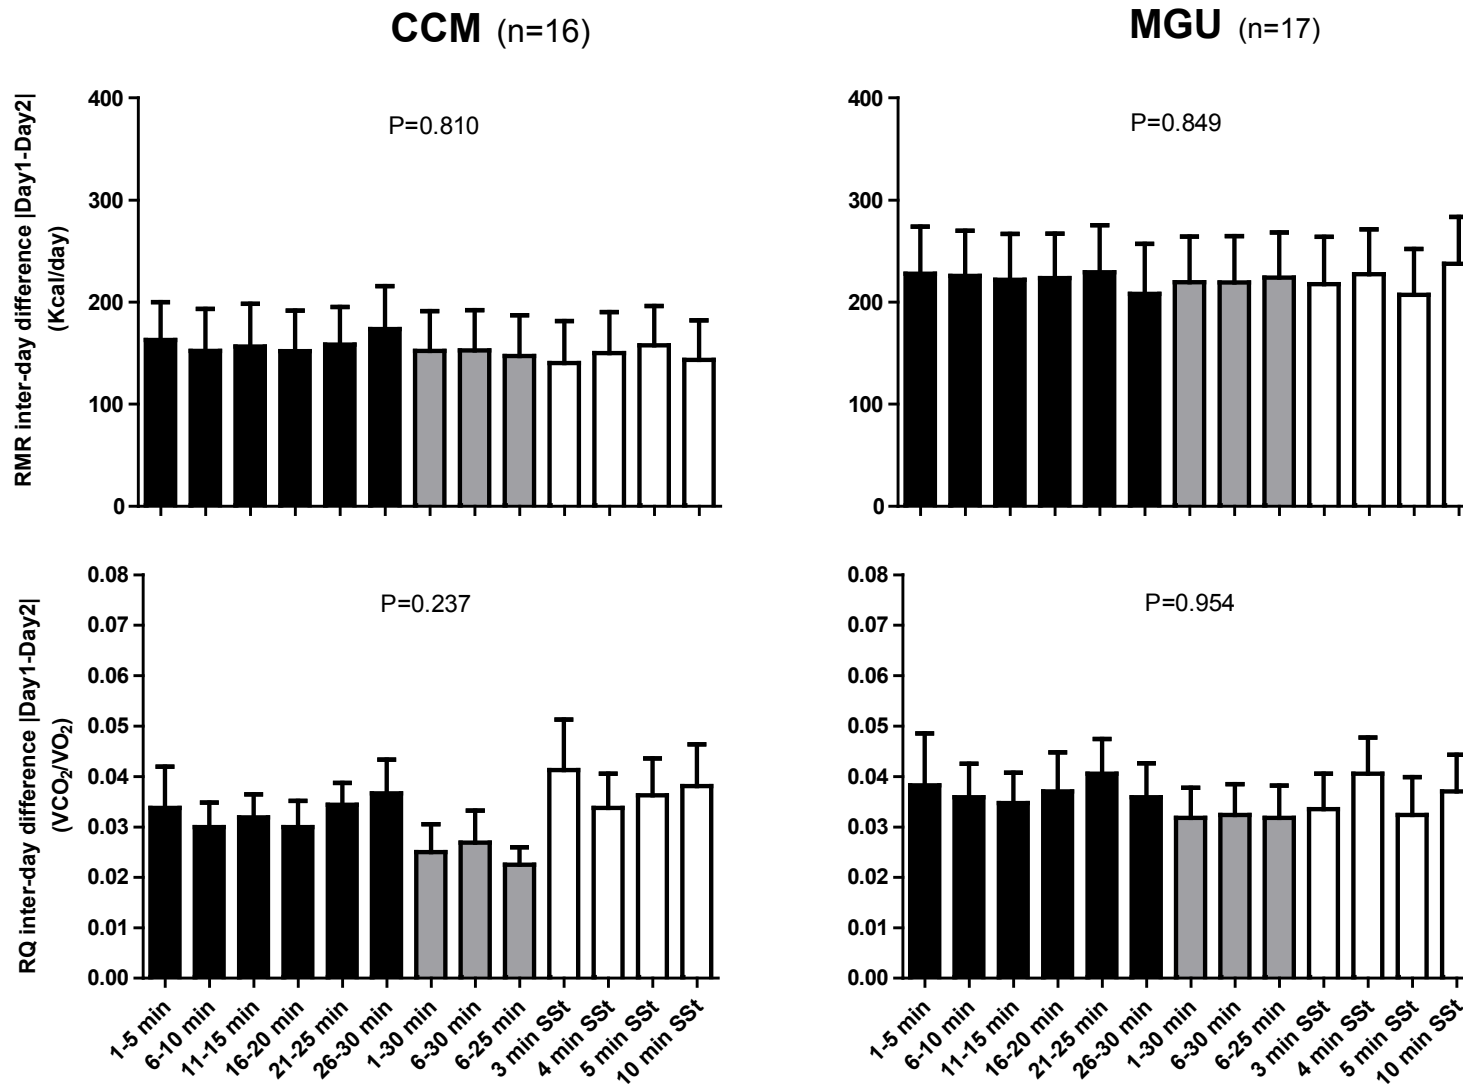 CCM (n=16)
MGU (n=17)
RMR inter-day difference |Day1-Day2|
(Kcal/day)
400
300
200
100
0
P=0.810
400
300
200
100
0
P=0.849
RQ inter-day difference |Day1-Day2|
(VCO₂/VO₂)
0.08
0.07
0.06
0.05
0.04
0.03
0.02
0.01
0.00
P=0.237
1-5 min
6-10 min
11-15 min
16-20 min
21-25 min
26-30 min
1-30 min
6-30 min
6-25 min
3 min SSt
4 min SSt
5 min SSt
10 min SSt
0.08
0.07
0.06
0.05
0.04
0.03
0.02
0.01
0.00
P=0.954
1-5 min
6-10 min
11-15 min
16-20 min
21-25 min
26-30 min
1-30 min
6-30 min
6-25 min
3 min SSt
4 min SSt
5 min SSt
10 min SSt